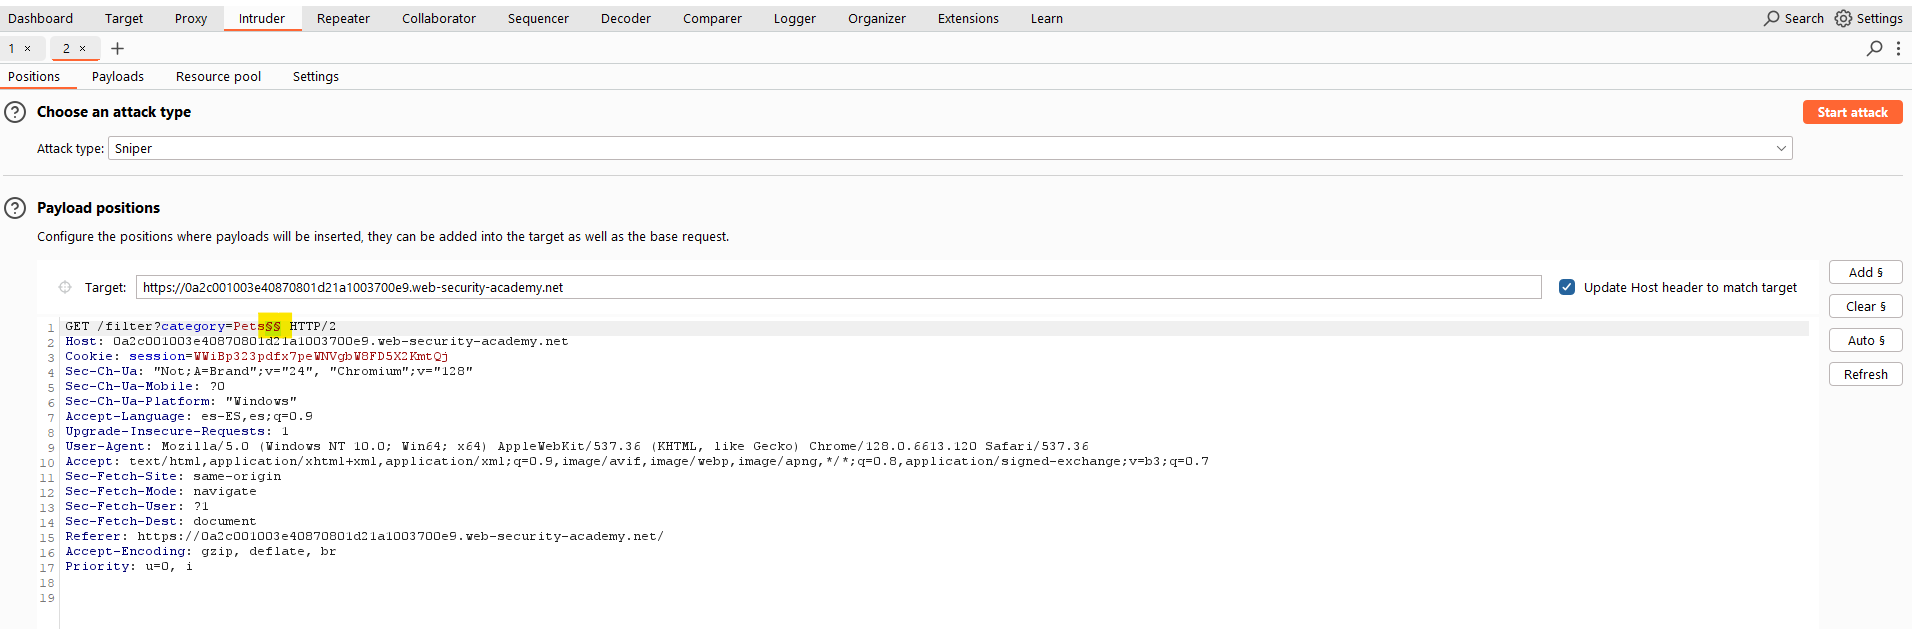 Dashboard Target Proxy Intruder Repeater Collaborator Sequencer Decoder Comparer Logger Organizer Extensions Learn Search Settings
1 × 2 × +
Positions Payloads Resource pool Settings
? Choose an attack type Start attack
Attack type: Sniper
? Payload positions
Configure the positions where payloads will be inserted, they can be added into the target as well as the base request.
Target: https://0a2c001003e40870801d21a1003700e9.web-security-academy.net Update Host header to match target
Add §
Clear §
Auto §
Refresh
1 GET /filter?category=Pets§§ HTTP/2
2 Host: 0a2c001003e40870801d21a1003700e9.web-security-academy.net
3 Cookie: session=WWiBp323pdfx7peWNVgbW8FD5X2KmtQj
4 Sec-Ch-Ua: "Not;A=Brand";v="24", "Chromium";v="128"
5 Sec-Ch-Ua-Mobile: ?0
6 Sec-Ch-Ua-Platform: "Windows"
7 Accept-Language: es-ES,es;q=0.9
8 Upgrade-Insecure-Requests: 1
9 User-Agent: Mozilla/5.0 (Windows NT 10.0; Win64; x64) AppleWebKit/537.36 (KHTML, like Gecko) Chrome/128.0.6613.120 Safari/537.36
10 Accept: text/html,application/xhtml+xml,application/xml;q=0.9,image/avif,image/webp,image/apng,*/*;q=0.8,application/signed-exchange;v=b3;q=0.7
11 Sec-Fetch-Site: same-origin
12 Sec-Fetch-Mode: navigate
13 Sec-Fetch-User: ?1
14 Sec-Fetch-Dest: document
15 Referer: https://0a2c001003e40870801d21a1003700e9.web-security-academy.net/
16 Accept-Encoding: gzip, deflate, br
17 Priority: u=0, i
18
19